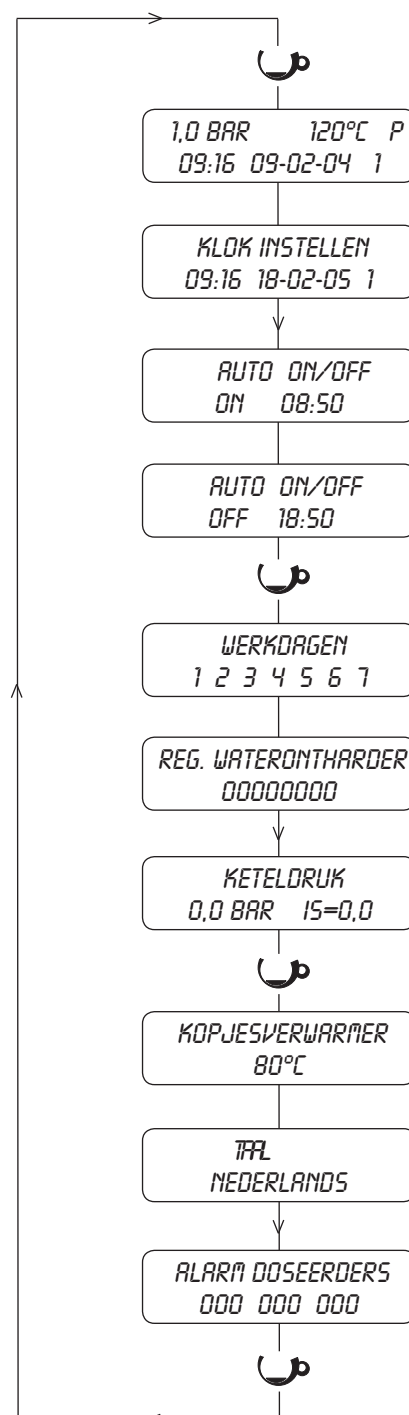 1,0 BAR 120°C P
09:16 09-02-04 1
KLOK INSTELLEN
09:16 18-02-05 1
AUTO ON/OFF
ON 08:50
AUTO ON/OFF
OFF 18:50
WERKDAGEN
1 2 3 4 5 6 7
REG. WATERONTHARDER
00000000
KETELDRUK
0,0 BAR IS=0,0
KOPJESVERWARMER
80°C
TAAL
NEDERLANDS
ALARM DOSEERDERS
000 000 000